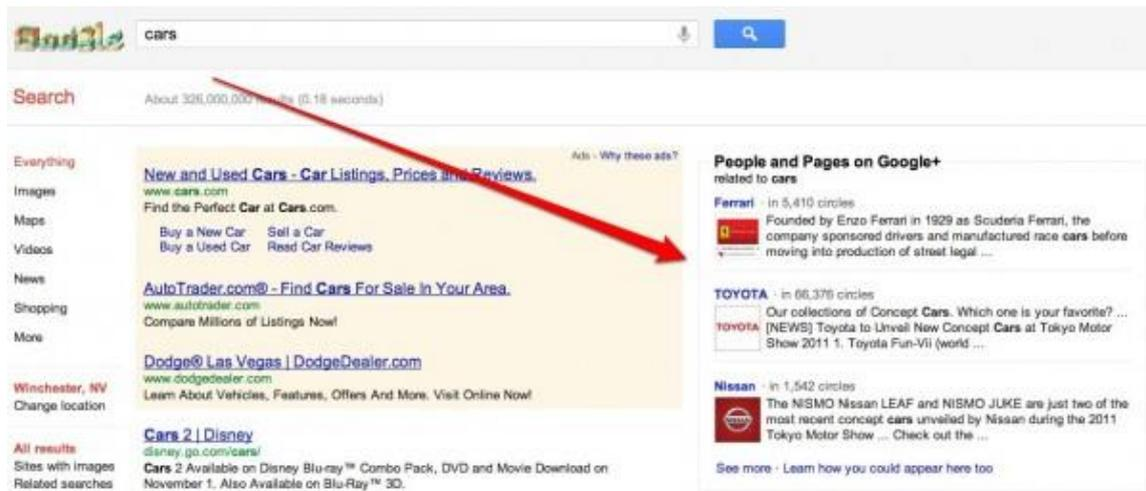 cars
Search
About 326,000,000 results (0.18 seconds)
Everything
Images
Maps
Videos
News
Shopping
More
Winchester, NV
Change location
All results
Sites with images
Related searches
Ads - Why these ads?
New and Used Cars - Car Listings, Prices and Reviews.
www.cars.com
Find the Perfect Car at Cars.com.
Buy a New Car Sell a Car
Buy a Used Car Read Car Reviews
AutoTrader.com® - Find Cars For Sale In Your Area.
www.autotrader.com
Compare Millions of Listings Now!
Dodge® Las Vegas | DodgeDealer.com
www.dodgedealer.com
Learn About Vehicles, Features, Offers And More. Visit Online Now!
Cars 2 | Disney
disney.go.com/cars/
Cars 2 Available on Disney Blu-ray™ Combo Pack, DVD and Movie Download on
November 1. Also Available on Blu-Ray™ 3D.
People and Pages on Google+
related to cars
Ferrari - in 5,410 circles
Founded by Enzo Ferrari in 1929 as Scuderia Ferrari, the
company sponsored drivers and manufactured race cars before
moving into production of street legal ...
TOYOTA - in 66,376 circles
TOYOTA
Our collections of Concept Cars. Which one is your favorite? ...
[NEWS] Toyota to Unveil New Concept Cars at Tokyo Motor
Show 2011 1. Toyota Fun-Vii (world ...
Nissan - in 1,542 circles
The NISMO Nissan LEAF and NISMO JUKE are just two of the
most recent concept cars unveiled by Nissan during the 2011
Tokyo Motor Show ... Check out the ...
See more - Learn how you could appear here too